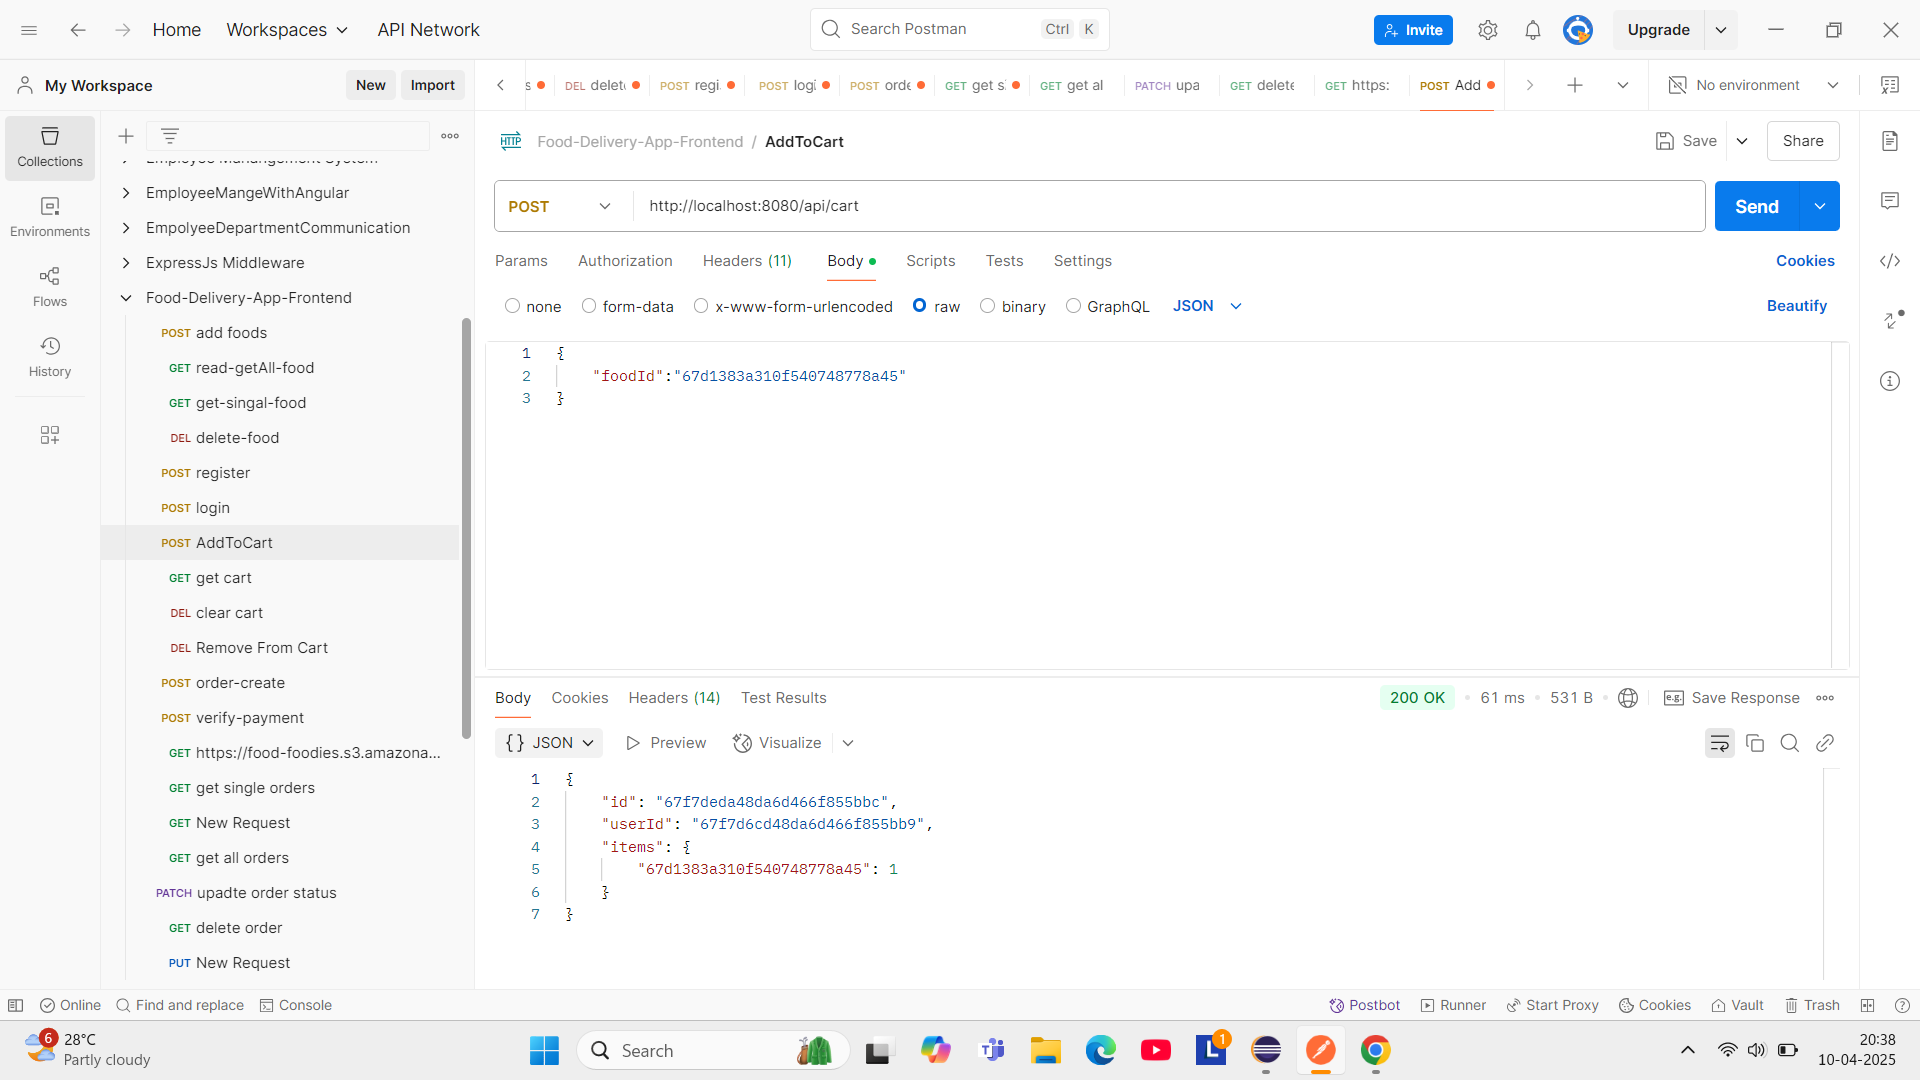 Home
Workspaces
API Network
Search Postman
Ctrl K
Invite
Upgrade
My Workspace
New
Import
s
DEL
POST regi.
POST
POST
GET get s
GET get al
PATCH upa
GET delete
GET https:
POST Add
No environment
Collections
Environments
Flows
History
EmployeeMangeWithAngular
EmpolyeeDepartmentCommunication
ExpressJs Middleware
Food-Delivery-App-Frontend
POST add foods
GET read-getAll-food
GET get-singal-food
DEL delete-food
POST register
POST login
POST AddToCart
GET get cart
DEL clear cart
DEL Remove From Cart
POST order-create
POST verify-payment
GET https://food-foodies.s3.amazona...
GET get single orders
GET New Request
GET get all orders
PATCH upadte order status
GET delete order
PUT New Request
HTTP Food-Delivery-App-Frontend / AddToCart
Save
Share
POST
http://localhost:8080/api/cart
Send
Params
Authorization
Headers (11)
Body
Scripts
Tests
Settings
Cookies
none
form-data
x-www-form-urlencoded
raw
binary
GraphQL
JSON
Beautify
1 {
2 "foodId":"67d1383a310f540748778a45"
3 }
Body
Cookies
Headers (14)
Test Results
200 OK
61 ms
531 B
e.g. Save Response
{} JSON
Preview
Visualize
1 {
2 "id": "67f7deda48da6d466f855bbc",
3 "userId": "67f7d6cd48da6d466f855bb9",
4 "items": {
5 "67d1383a310f540748778a45": 1
6 }
7 }
Online
Find and replace
Console
Postbot
Runner
Start Proxy
Cookies
Vault
Trash
6
28°C
Partly cloudy
Search
L
1
20:38
10-04-2025